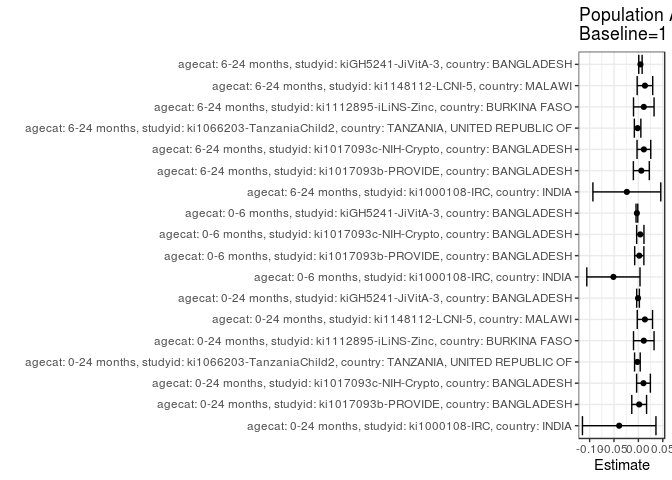 Population A
Baseline=1
agecat: 6-24 months, studyid: kiGH5241-JiVitA-3, country: BANGLADESH
agecat: 6-24 months, studyid: ki1148112-LCNI-5, country: MALAWI
agecat: 6-24 months, studyid: ki1112895-iLiNS-Zinc, country: BURKINA FASO
agecat: 6-24 months, studyid: ki1066203-TanzaniaChild2, country: TANZANIA, UNITED REPUBLIC OF
agecat: 6-24 months, studyid: ki1017093c-NIH-Crypto, country: BANGLADESH
agecat: 6-24 months, studyid: ki1017093b-PROVIDE, country: BANGLADESH
agecat: 6-24 months, studyid: ki1000108-IRC, country: INDIA
agecat: 0-6 months, studyid: kiGH5241-JiVitA-3, country: BANGLADESH
agecat: 0-6 months, studyid: ki1017093c-NIH-Crypto, country: BANGLADESH
agecat: 0-6 months, studyid: ki1017093b-PROVIDE, country: BANGLADESH
agecat: 0-6 months, studyid: ki1000108-IRC, country: INDIA
agecat: 0-24 months, studyid: kiGH5241-JiVitA-3, country: BANGLADESH
agecat: 0-24 months, studyid: ki1148112-LCNI-5, country: MALAWI
agecat: 0-24 months, studyid: ki1112895-iLiNS-Zinc, country: BURKINA FASO
agecat: 0-24 months, studyid: ki1066203-TanzaniaChild2, country: TANZANIA, UNITED REPUBLIC OF
agecat: 0-24 months, studyid: ki1017093c-NIH-Crypto, country: BANGLADESH
agecat: 0-24 months, studyid: ki1017093b-PROVIDE, country: BANGLADESH
agecat: 0-24 months, studyid: ki1000108-IRC, country: INDIA
-0.10 -0.05 0.00 0.05
Estimate